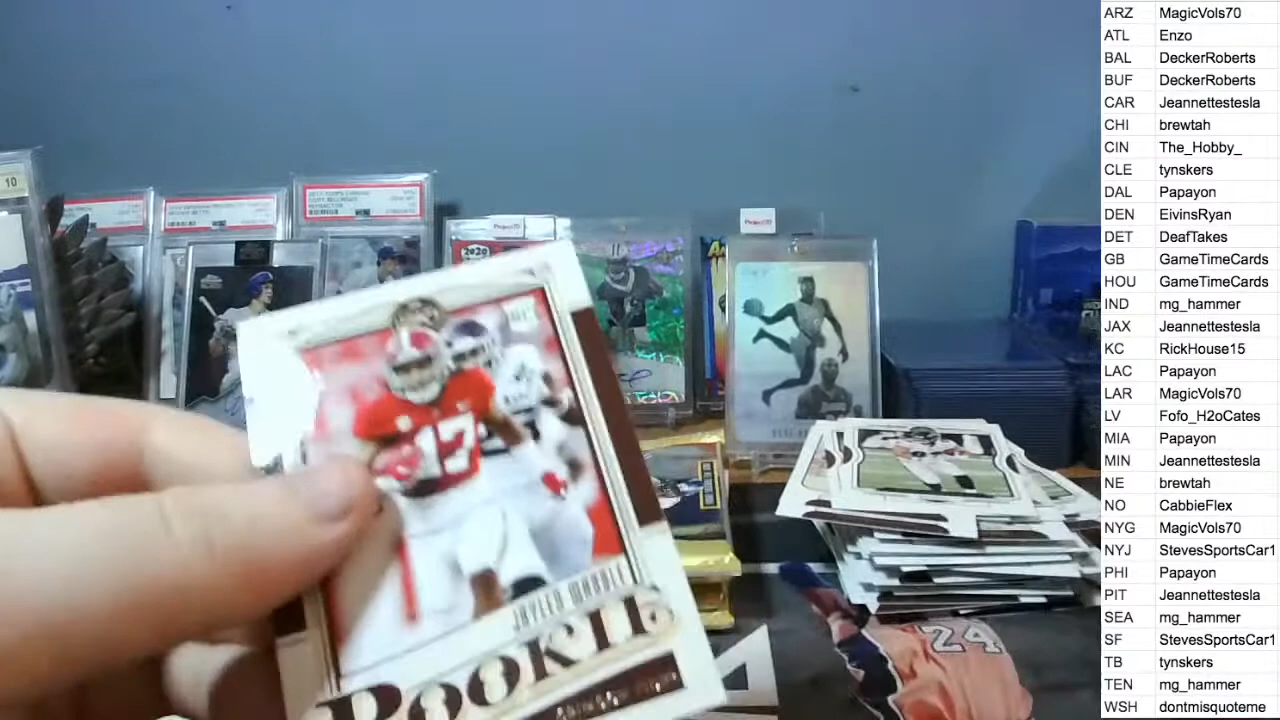 ARZ MagicVols70
ATL Enzo
BAL DeckerRoberts
BUF DeckerRoberts
CAR Jeannettestesla
CHI brewtah
CIN The_Hobby_
CLE tynskers
DAL Papayon
DEN EivinsRyan
DET DeafTakes
GB GameTimeCards
HOU GameTimeCards
IND mg_hammer
JAX Jeannettestesla
KC RickHouse15
LAC Papayon
LAR MagicVols70
LV Fofo_H2oCates
MIA Papayon
MIN Jeannettestesla
NE brewtah
NO CabbieFlex
NYG MagicVols70
NYJ StevesSportsCar1
PHI Papayon
PIT Jeannettestesla
SEA mg_hammer
SF StevesSportsCar1
TB tynskers
TEN mg_hammer
WSH dontmisquoteme
10
2020
17
JAYLEN WADDLE
ROOKIE
24